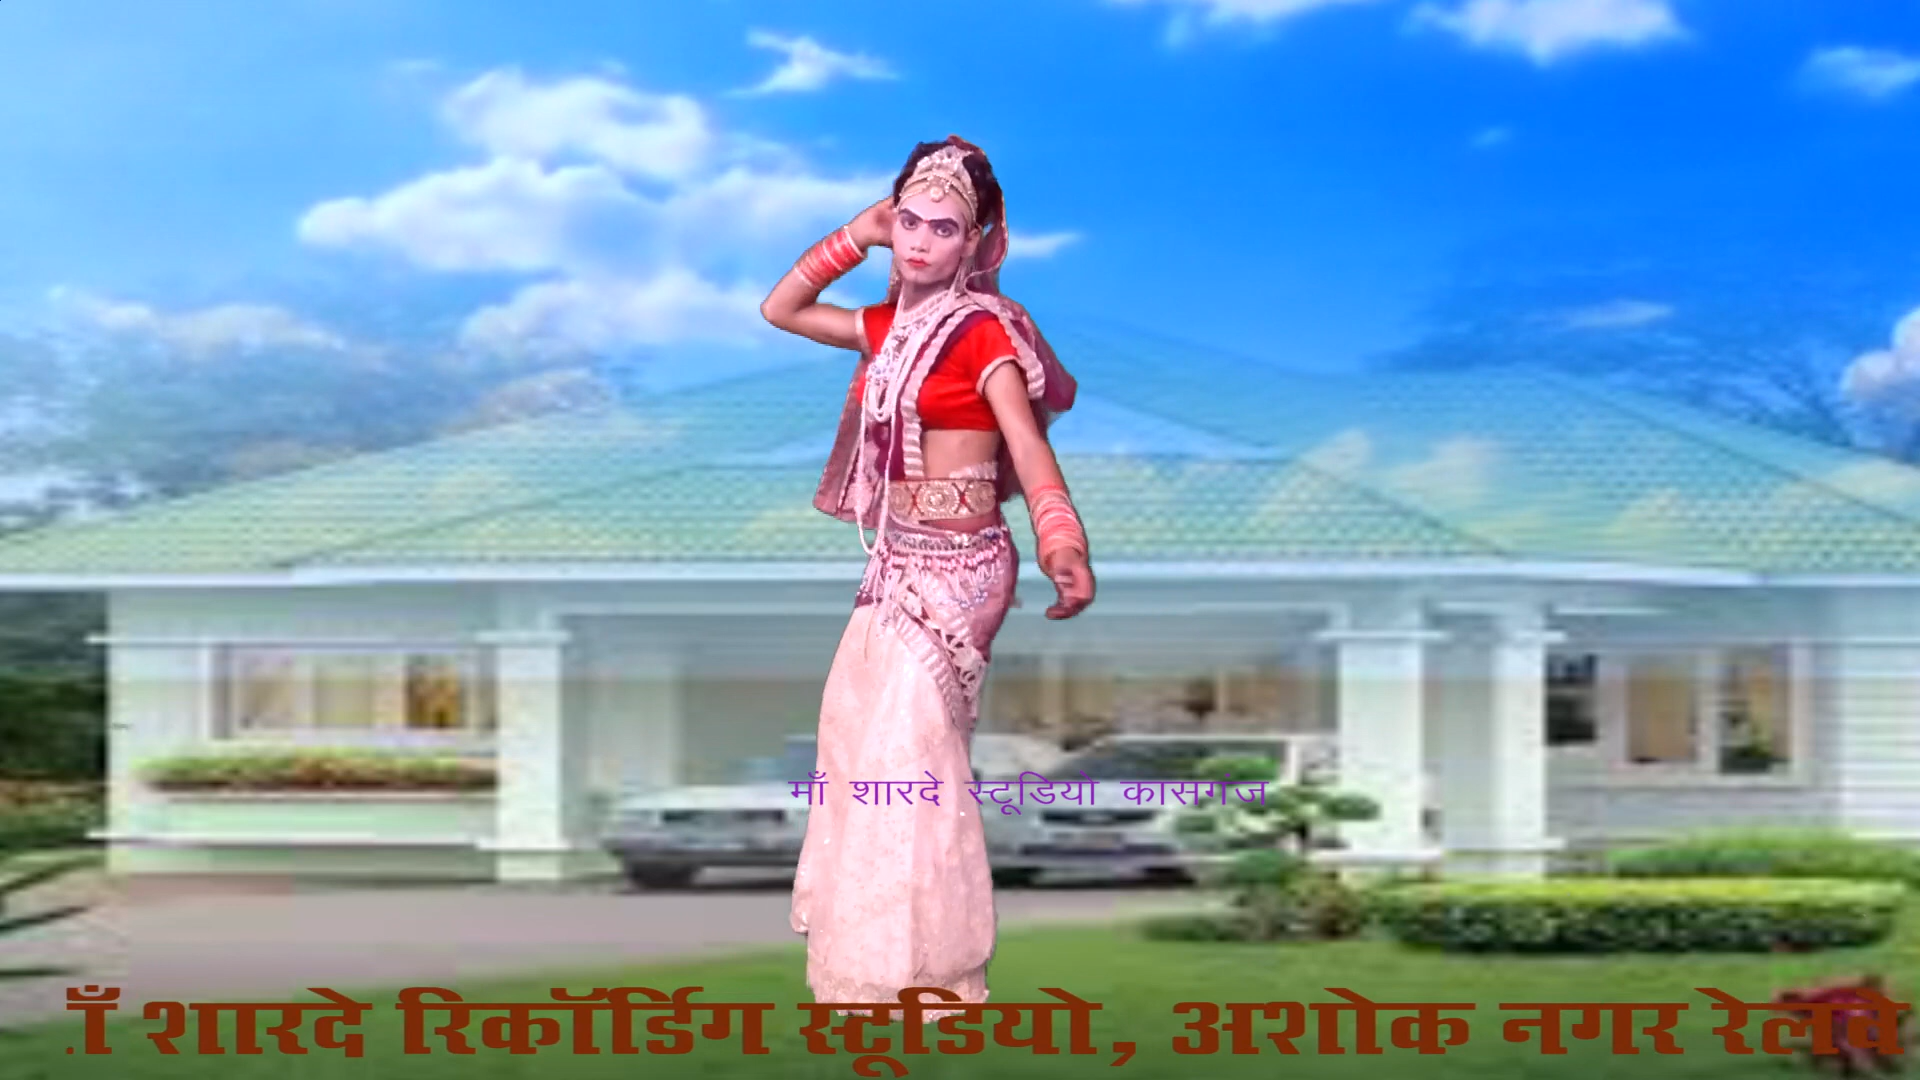 माँ शारदे स्टूडियो कासगंज
शारदे रिकॉर्डिंग स्टूडियो, अशोक नगर रेलवे